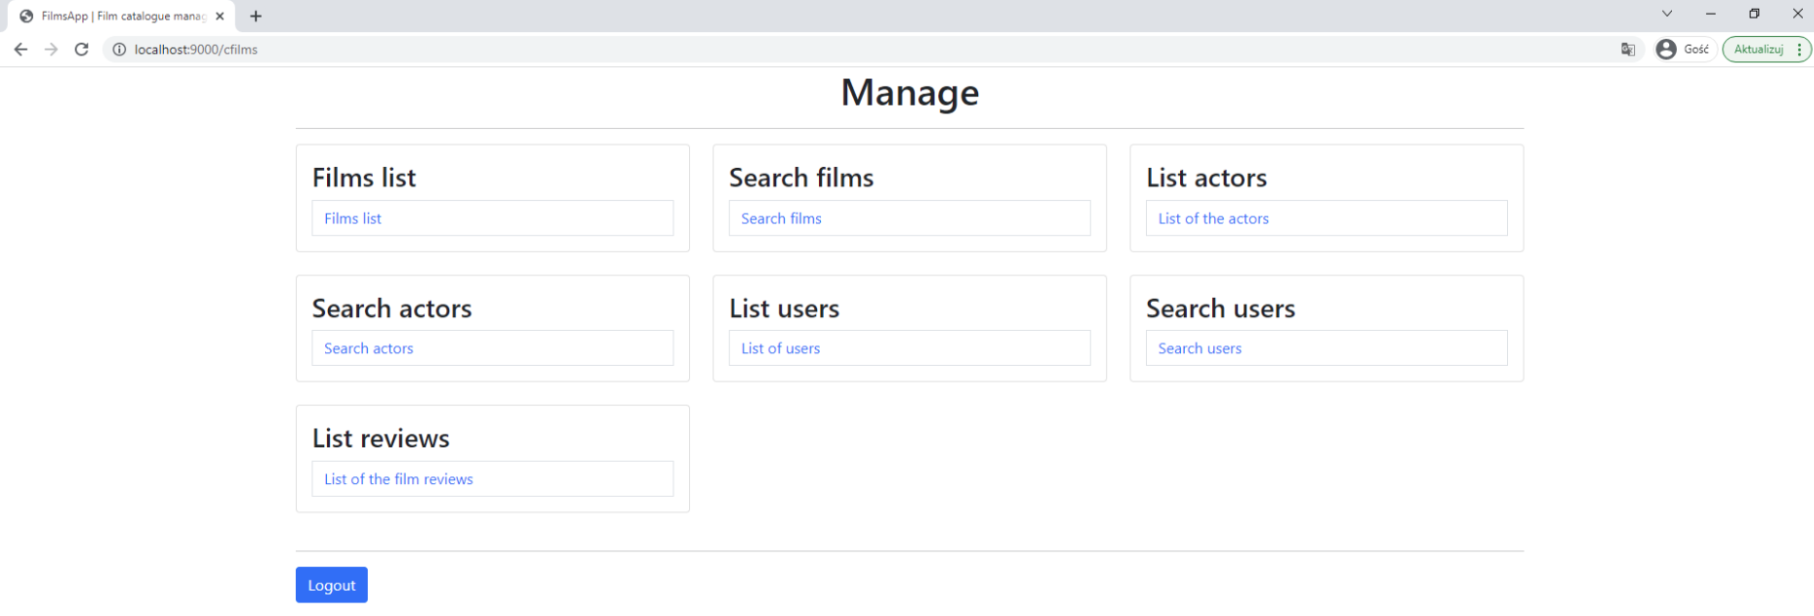 FilmsApp | Film catalogue manag
localhost:9000/cfilms
Gość
Aktualizuj
Manage
Films list
Films list
Search films
Search films
List actors
List of the actors
Search actors
Search actors
List users
List of users
Search users
Search users
List reviews
List of the film reviews
Logout